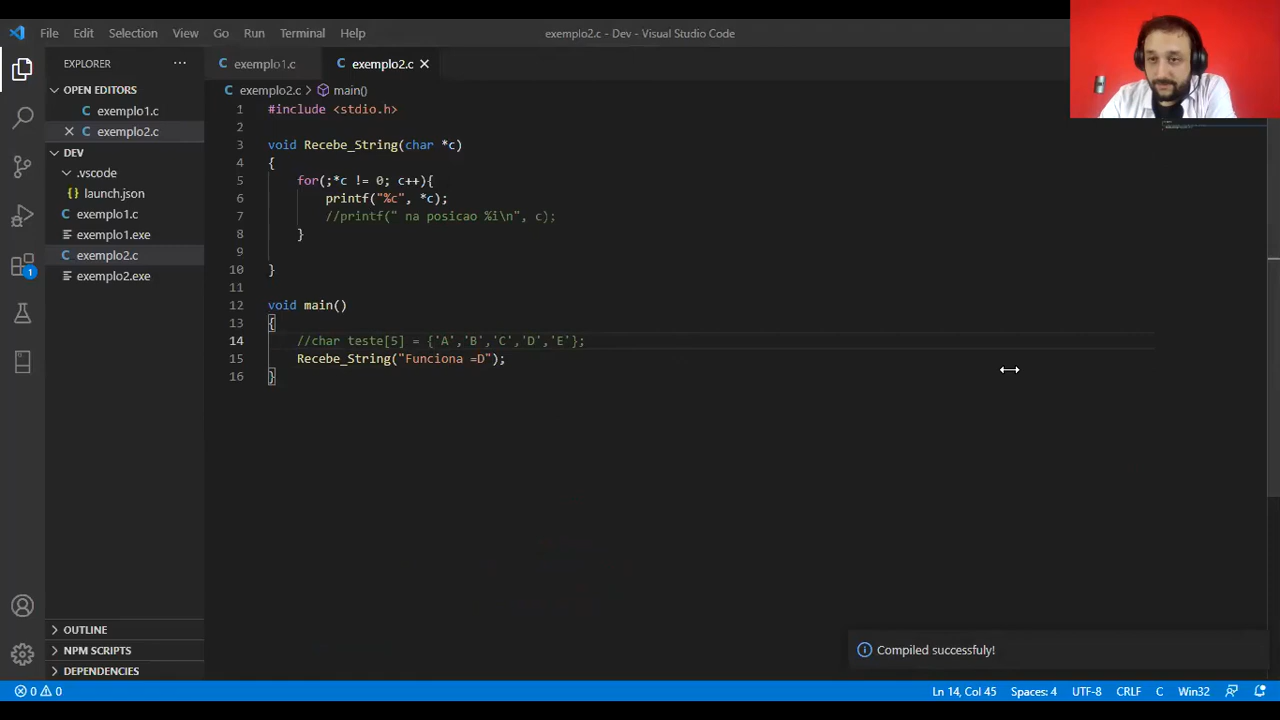 File Edit Selection View Go Run Terminal Help
exemplo2.c - Dev - Visual Studio Code
EXPLORER ...
OPEN EDITORS
C exemplo1.c
C exemplo2.c
DEV
.vscode
{} launch.json
C exemplo1.c
exemplo1.exe
C exemplo2.c
exemplo2.exe
1
OUTLINE
NPM SCRIPTS
DEPENDENCIES
C exemplo1.c C exemplo2.c
C exemplo2.c > main()
1 #include <stdio.h>
2
3 void Recebe_String(char *c)
4 {
5 for(;*c != 0; c++){
6 printf("%c", *c);
7 //printf(" na posicao %i\n", c);
8 }
9
10 }
11
12 void main()
13 {
14 //char teste[5] = {'A','B','C','D','E'};
15 Recebe_String("Funciona =D");
16 }
Compiled successfuly!
0 0 Ln 14, Col 45 Spaces: 4 UTF-8 CRLF C Win32